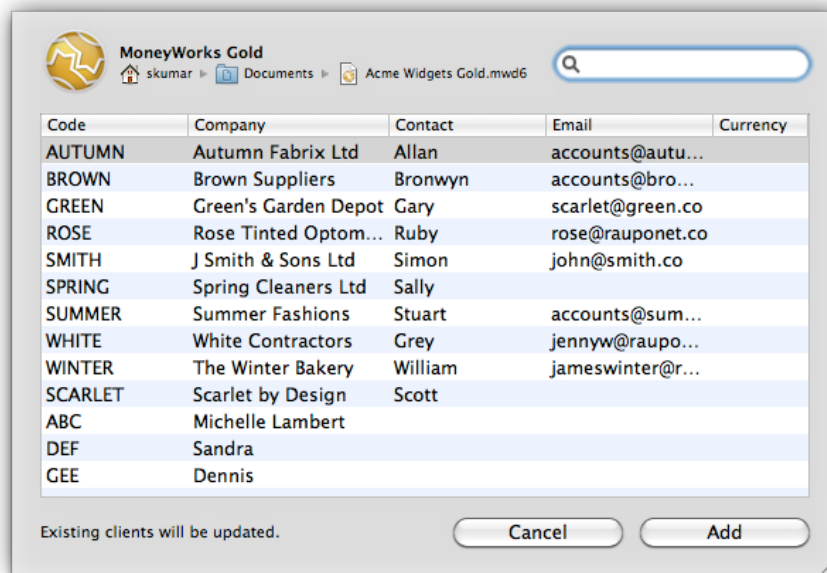 MoneyWorks Gold
skumar Documents Acme Widgets Gold.mwd6
Code Company Contact Email Currency
AUTUMN Autumn Fabrix Ltd Allan accounts@autu...
BROWN Brown Suppliers Bronwyn accounts@bro...
GREEN Green's Garden Depot Gary scarlet@green.co
ROSE Rose Tinted Optom... Ruby rose@rauponet.co
SMITH J Smith & Sons Ltd Simon john@smith.co
SPRING Spring Cleaners Ltd Sally
SUMMER Summer Fashions Stuart accounts@sum...
WHITE White Contractors Grey jennyw@raupo...
WINTER The Winter Bakery William jameswinter@r...
SCARLET Scarlet by Design Scott
ABC Michelle Lambert
DEF Sandra
GEE Dennis
Existing clients will be updated. Cancel Add